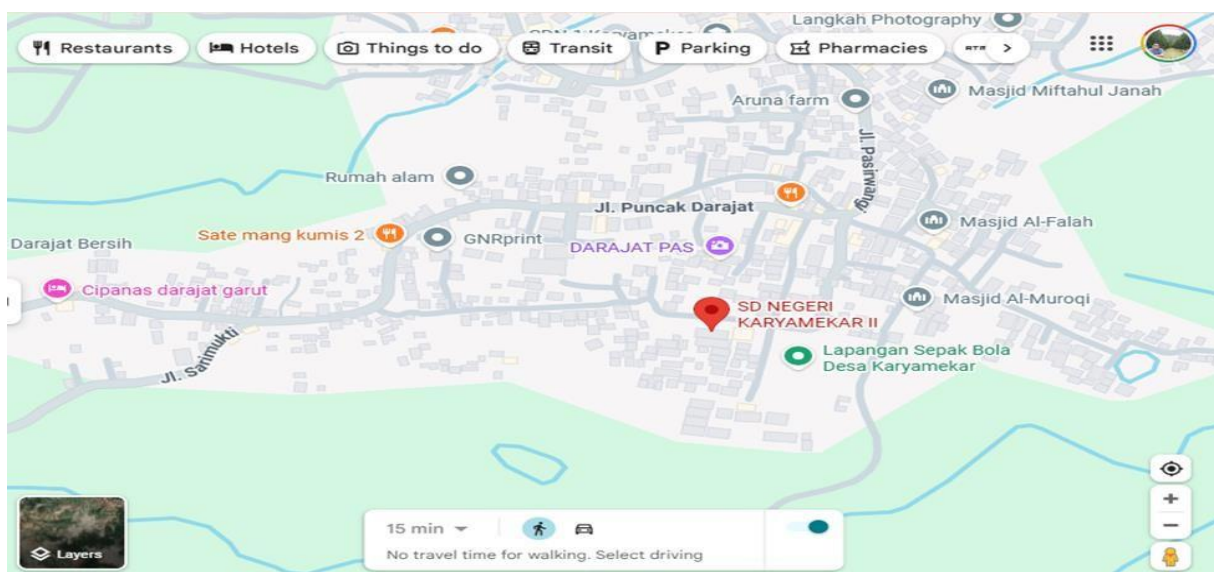 Langkah Photography
Restaurants
Hotels
Things to do
Transit
Parking
Pharmacies
Aruna farm
Masjid Miftahul Janah
Jl. Pasirwangi
Rumah alam
Jl. Puncak Darajat
Masjid Al-Falah
Sate mang kumis 2
GNRprint
Darajat Bersih
DARAJAT PAS
Cipanas darajat garut
Masjid Al-Muroqi
SD NEGERI
KARYAMEKAR II
Jl. Sarimukti
Lapangan Sepak Bola
Desa Karyamekar
15 min
No travel time for walking. Select driving
Layers